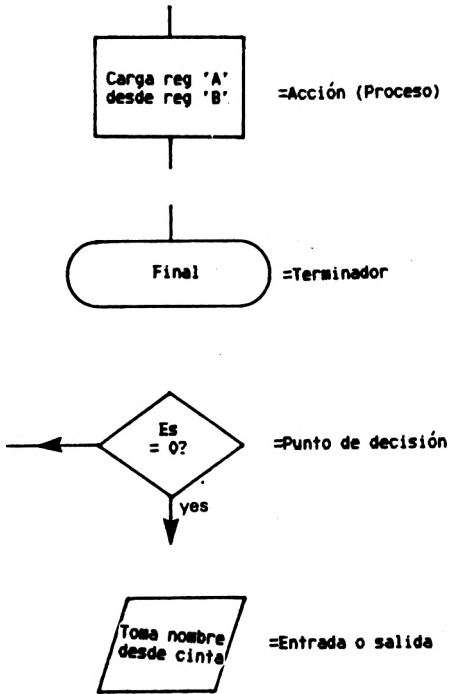 Carga reg 'A'
desde reg 'B'
=Acción (Proceso)
Final
=Terminador
Es
= 0?
=Punto de decisión
yes
Toma nombre
desde cinta
=Entrada o salida